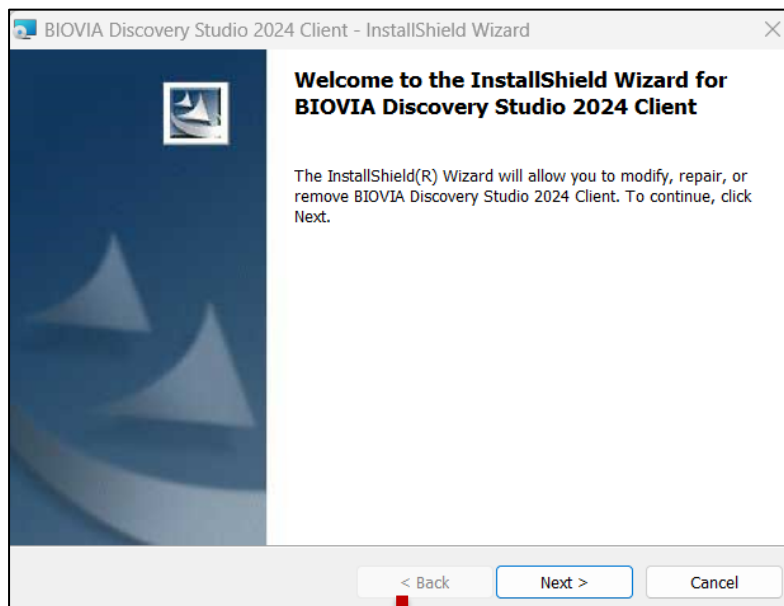 BIOVIA Discovery Studio 2024 Client - InstallShield Wizard
Welcome to the InstallShield Wizard for
BIOVIA Discovery Studio 2024 Client
The InstallShield(R) Wizard will allow you to modify, repair, or
remove BIOVIA Discovery Studio 2024 Client. To continue, click
Next.
< Back Next > Cancel